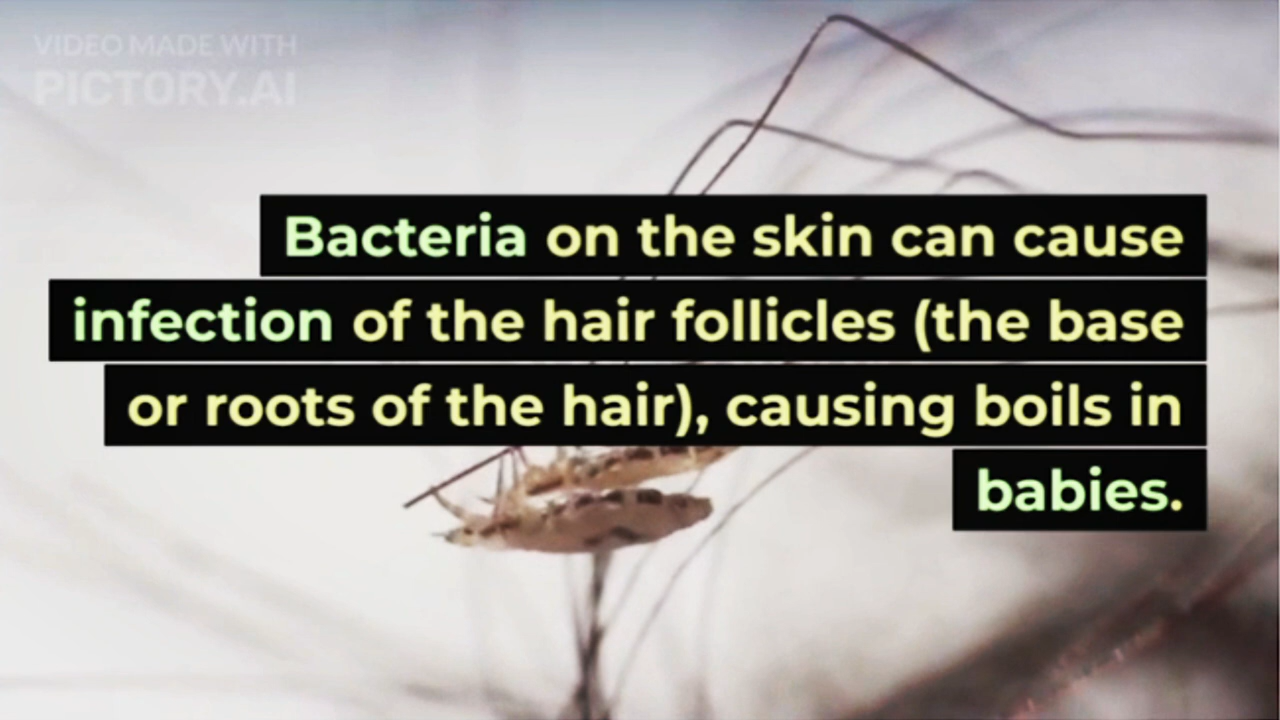 VIDEO MADE WITH
PICTORY.AI
Bacteria on the skin can cause
infection of the hair follicles (the base
or roots of the hair), causing boils in
babies.